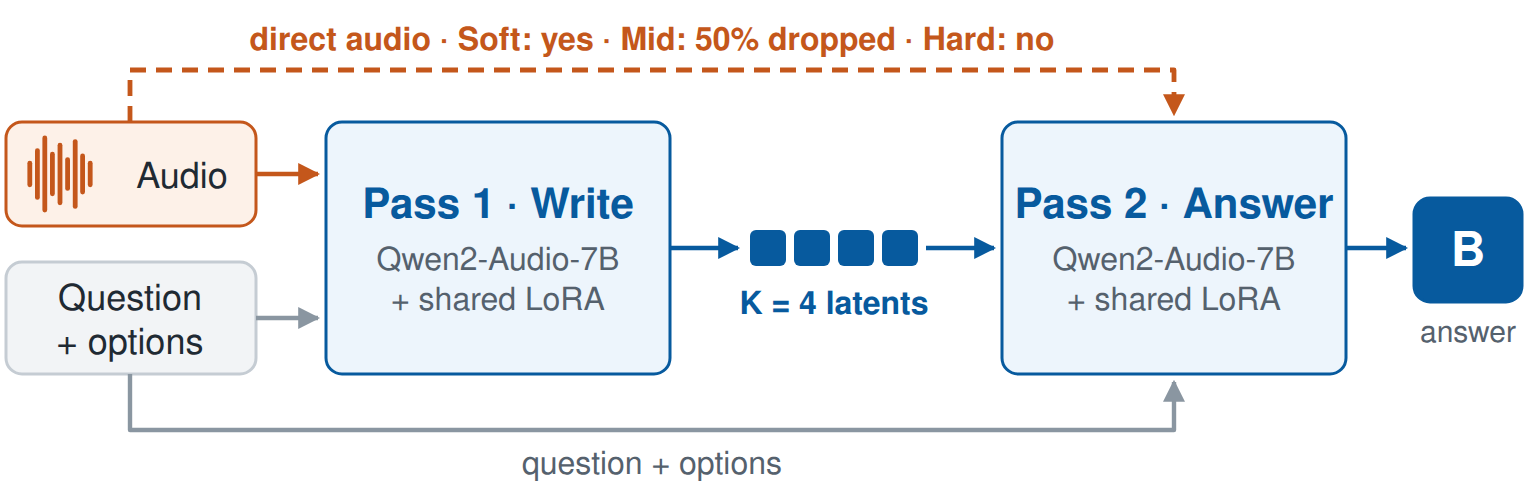 direct audio · Soft: yes · Mid: 50% dropped · Hard: no
Audio
Question
+ options
Pass 1 · Write
Qwen2-Audio-7B
+ shared LoRA
K = 4 latents
Pass 2 · Answer
Qwen2-Audio-7B
+ shared LoRA
B
answer
question + options